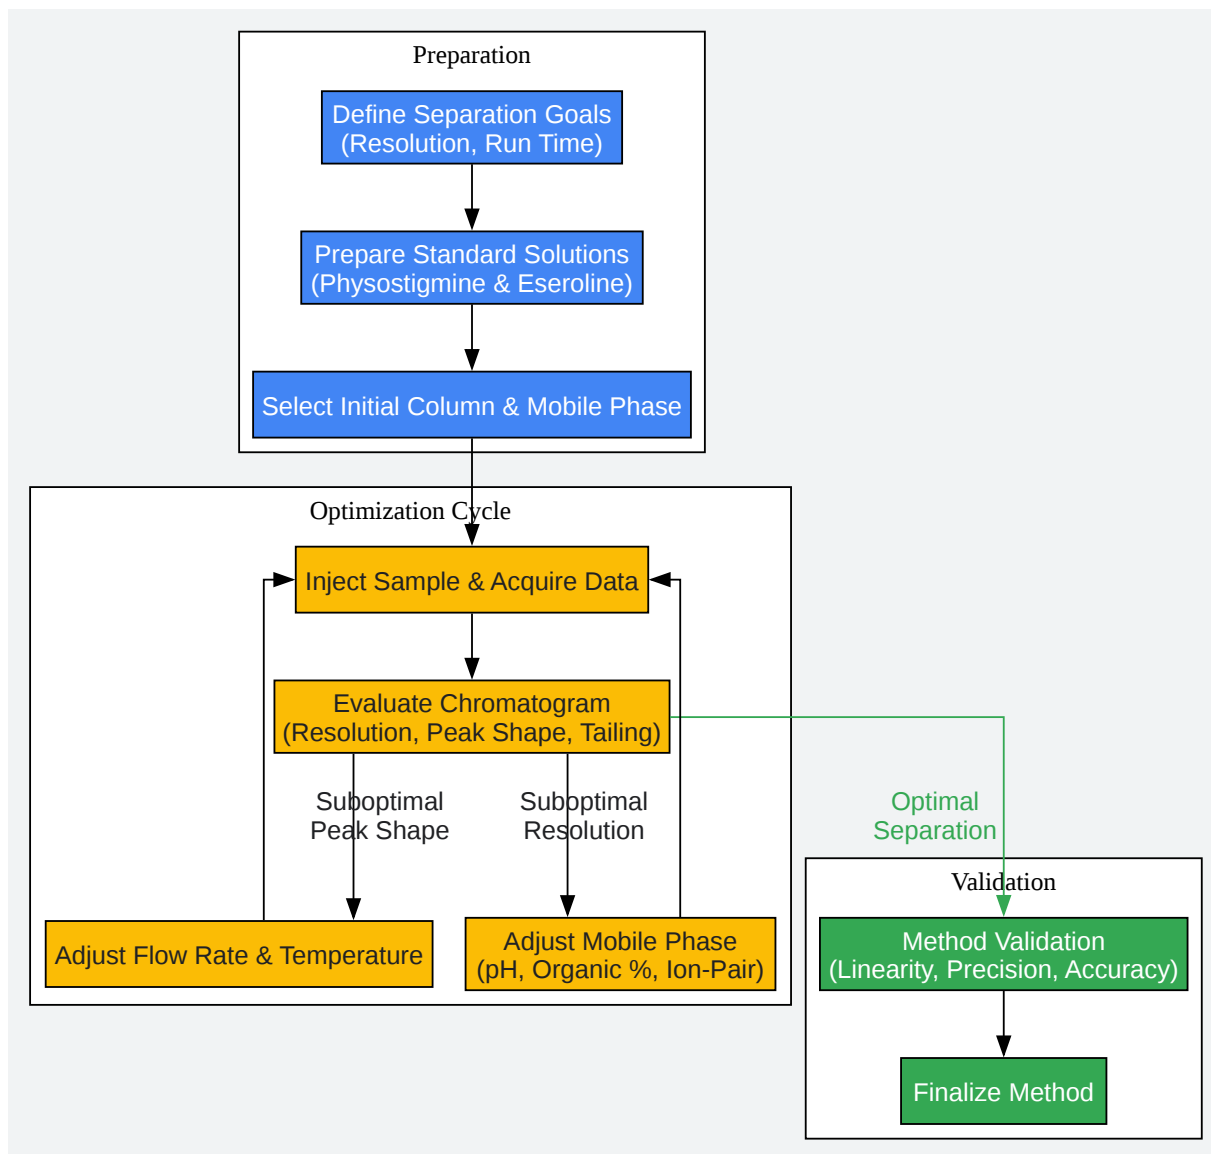 Preparation
Define Separation Goals
(Resolution, Run Time)
Prepare Standard Solutions
(Physostigmine & Eseroline)
Select Initial Column & Mobile Phase
Optimization Cycle
Inject Sample & Acquire Data
Evaluate Chromatogram
(Resolution, Peak Shape, Tailing)
Suboptimal
Peak Shape
Suboptimal
Resolution
Optimal
Separation
Adjust Flow Rate & Temperature
Adjust Mobile Phase
(pH, Organic %, Ion-Pair)
Validation
Method Validation
(Linearity, Precision, Accuracy)
Finalize Method